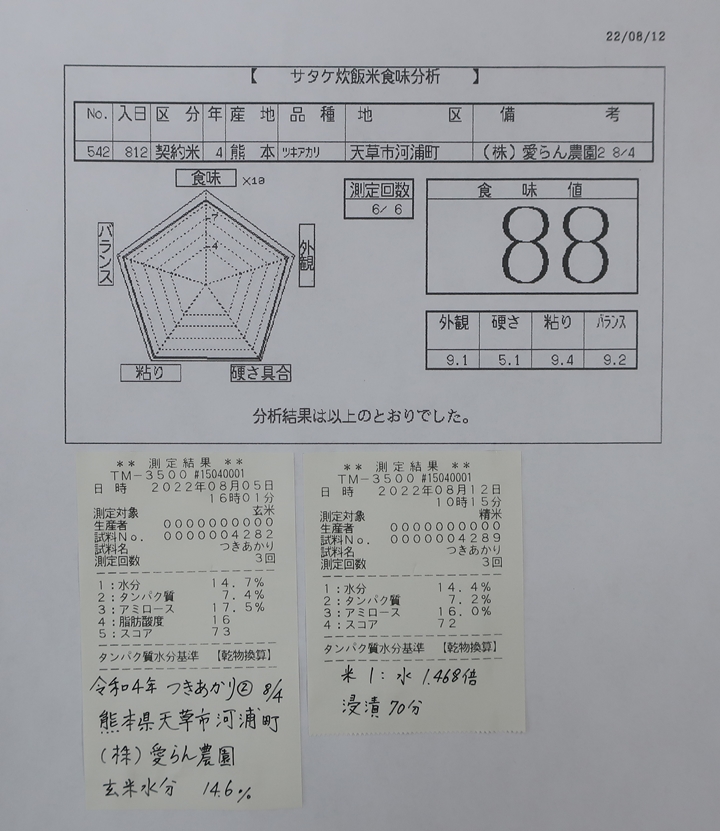 22/08/12
【 サタケ炊飯米食味分析 】
No. 入日 区分 年 産地 品種 地区 備考
542 812 契約米 4 熊本 ツキアカリ 天草市河浦町 (株)愛らん農園2 8/4
食味 ×10
7
4
バランス
外観
粘り
硬さ具合
測定回数
6/ 6
食味値
88
外観 硬さ 粘り バランス
9.1 5.1 9.4 9.2
分析結果は以上のとおりでした。
** 測定結果 **
TM-3500 #15040001
日時 2022年08月05日
16時01分
測定対象 玄米
生産者 0000000000
試料No. 0000004282
試料名 つきあかり
測定回数 3回
1:水分 14.7%
2:タンパク質 7.4%
3:アミロース 17.5%
4:脂肪酸度 16
5:スコア 73
タンパク質水分基準 【乾物換算】
令和4年 つきあかり② 8/4
熊本県天草市河浦町
(株)愛らん農園
玄米水分 14.6%
** 測定結果 **
TM-3500 #15040001
日時 2022年08月12日
10時15分
測定対象 精米
生産者 0000000000
試料No. 0000004289
試料名 つきあかり
測定回数 3回
1:水分 14.4%
2:タンパク質 7.2%
3:アミロース 16.0%
4:スコア 72
タンパク質水分基準 【乾物換算】
米1:水 1.468倍
浸漬70分